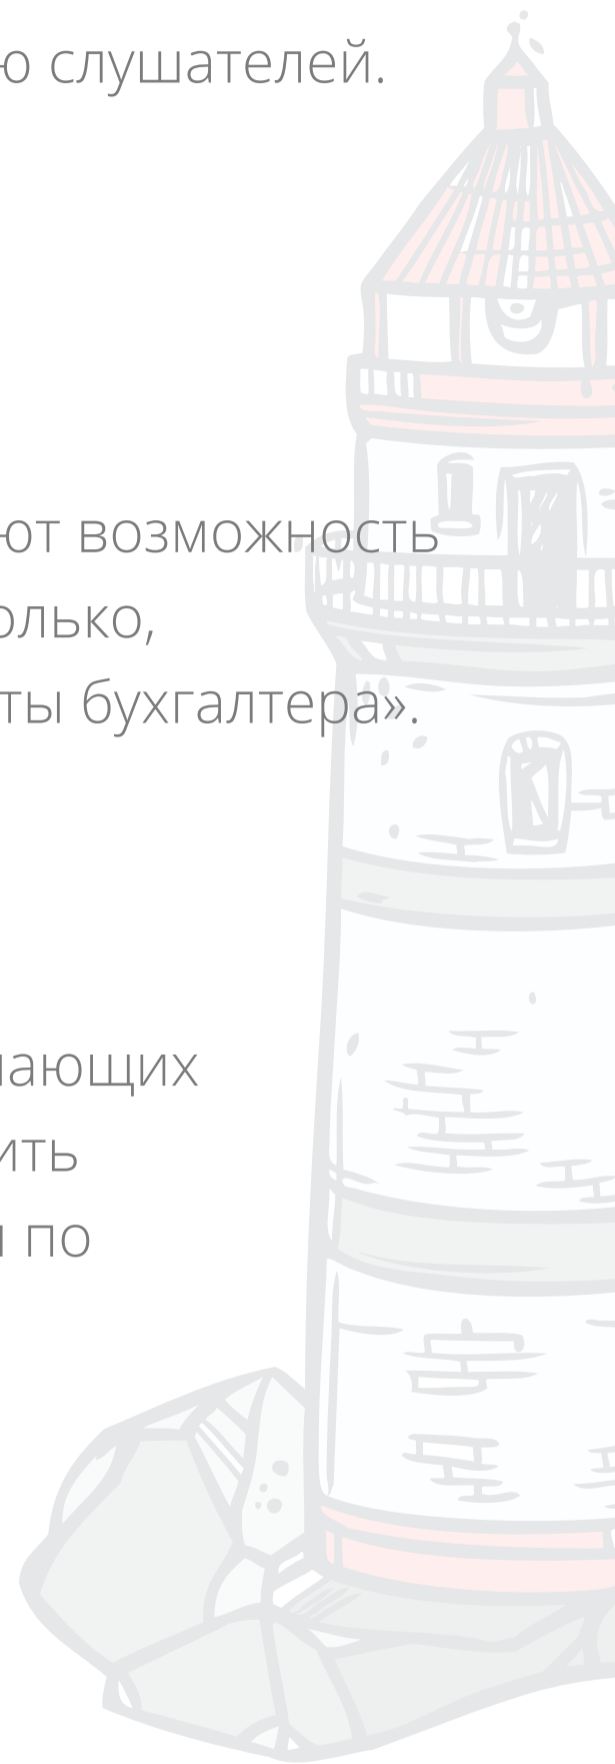 ю слушателей.
ют возможность
олько,
ты бухгалтера».
ающих
ить
по